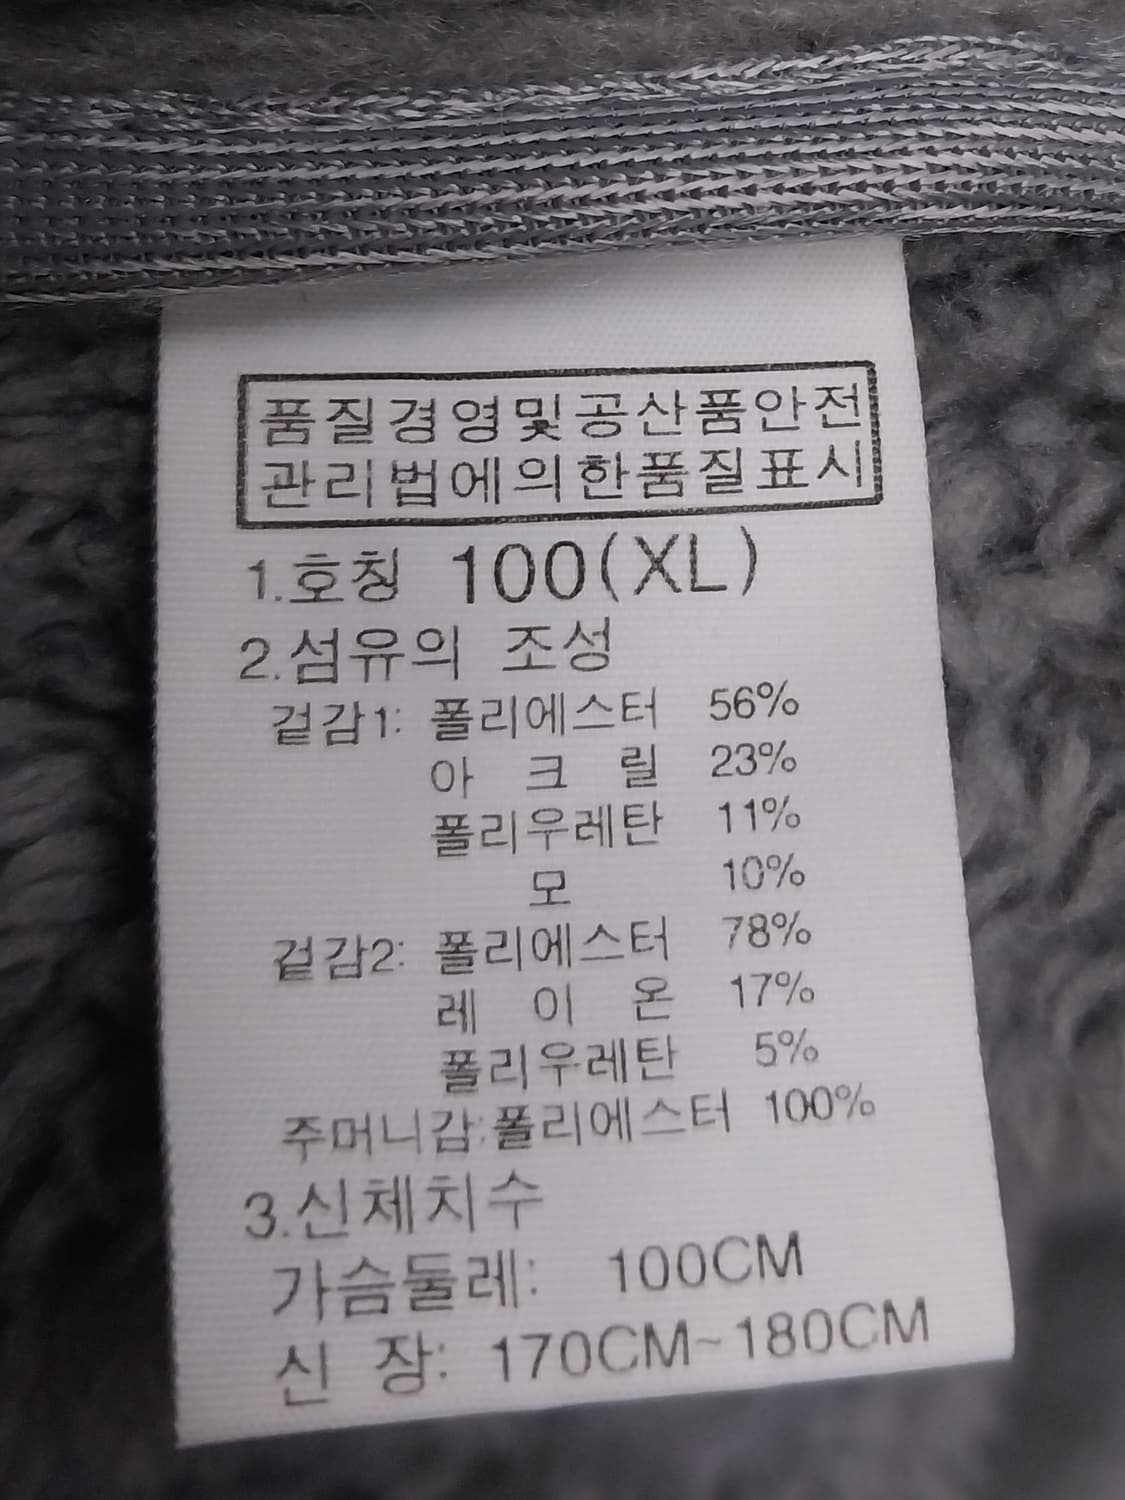 품질경영및공산품안전
관리법에의한품질표시
1.호칭 100(XL)
2.섬유의 조성
겉감1: 폴리에스터 56%
아 크 릴 23%
폴리우레탄 11%
모 10%
겉감2: 폴리에스터 78%
레 이 온 17%
폴리우레탄 5%
주머니감:폴리에스터 100%
3.신체치수
가슴둘레: 100CM
신 장: 170CM~180CM